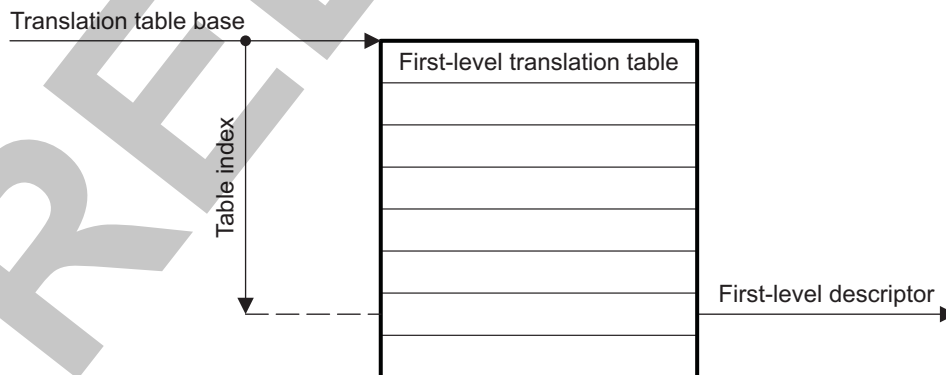 Translation table base
First-level translation table
Table index
First-level descriptor